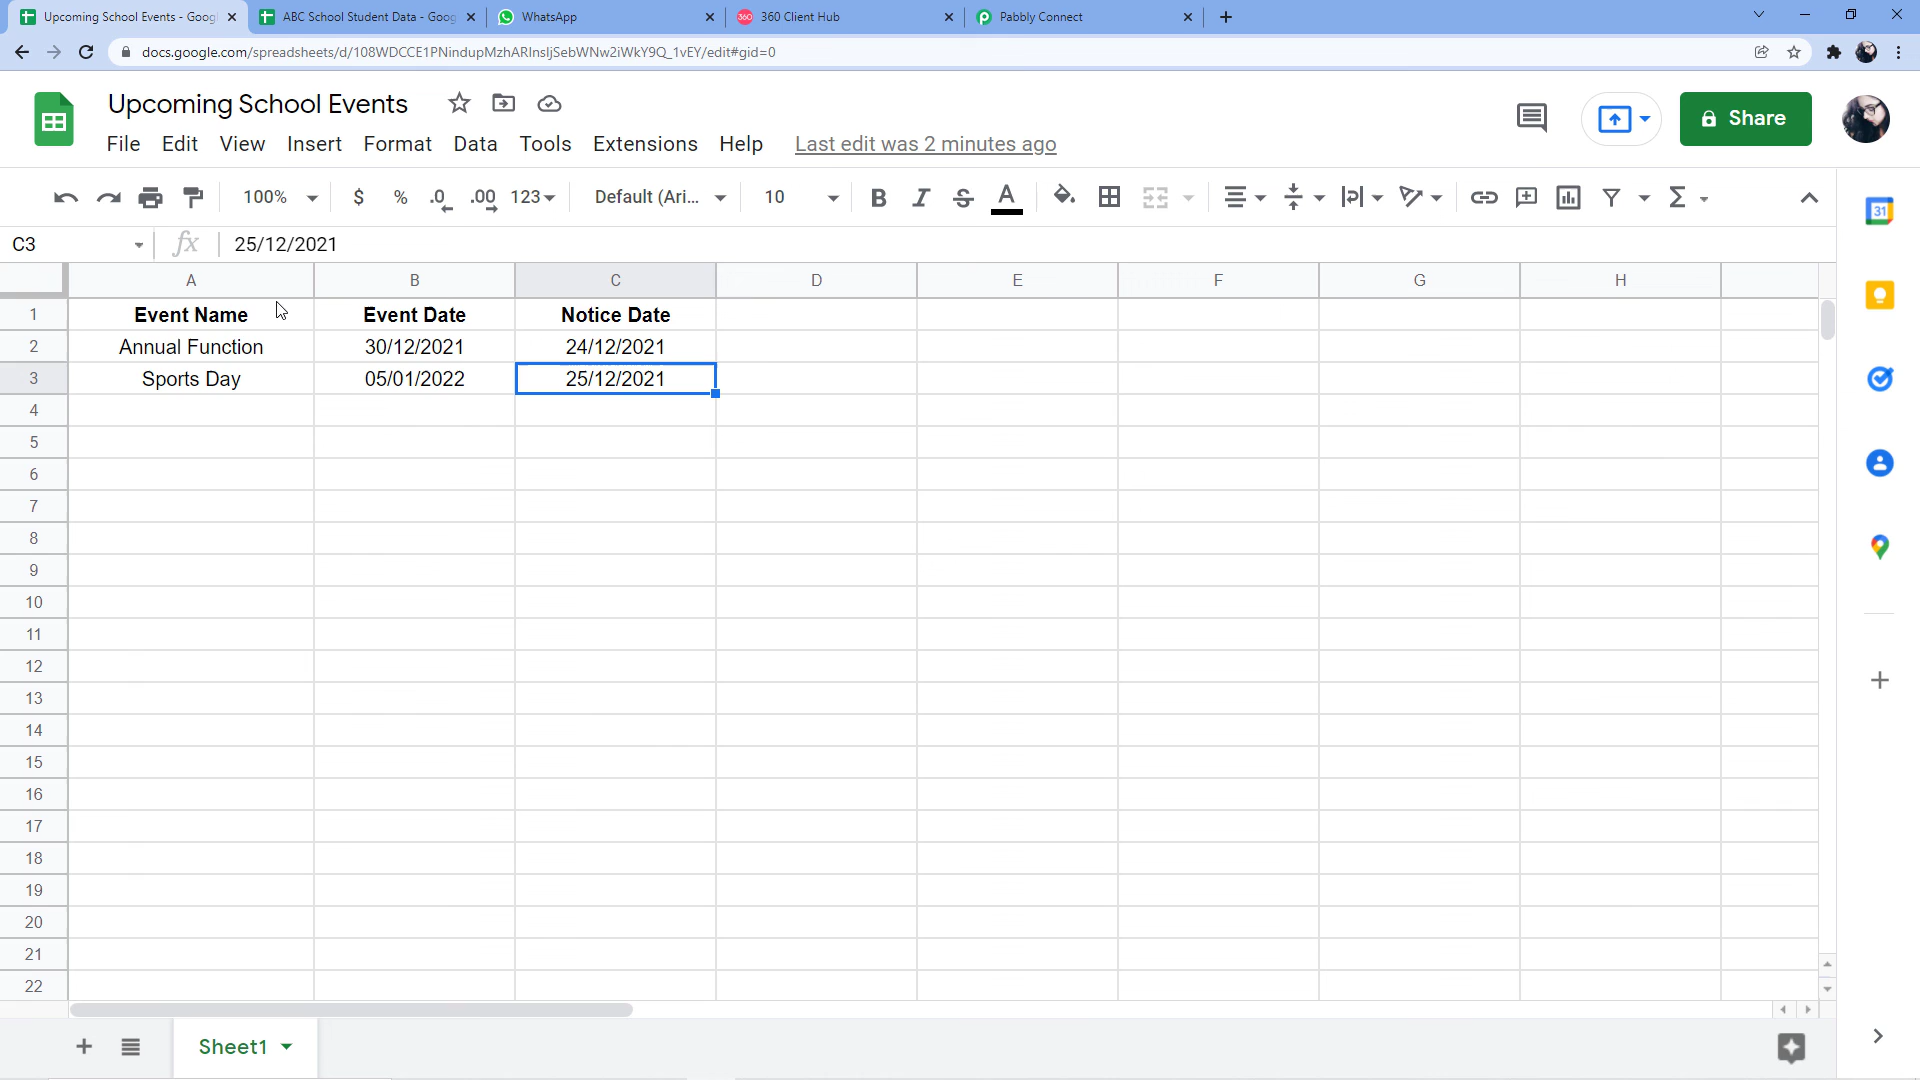 Upcoming School Events - Goog
ABC School Student Data - Goog
WhatsApp
360 Client Hub
Pabbly Connect
docs.google.com/spreadsheets/d/108WDCCE1PNindupMzhARInsljSebWNw2iWkY9Q_1vEY/edit#gid=0
Upcoming School Events
Share
File Edit View Insert Format Data Tools Extensions Help Last edit was 2 minutes ago
100% $ % .0 .00 123 Default (Ari... 10 B I S A
C3 fx 25/12/2021
A B C D E F G H
1 Event Name Event Date Notice Date
2 Annual Function 30/12/2021 24/12/2021
3 Sports Day 05/01/2022 25/12/2021
4
5
6
7
8
9
10
11
12
13
14
15
16
17
18
19
20
21
22
Sheet1
31